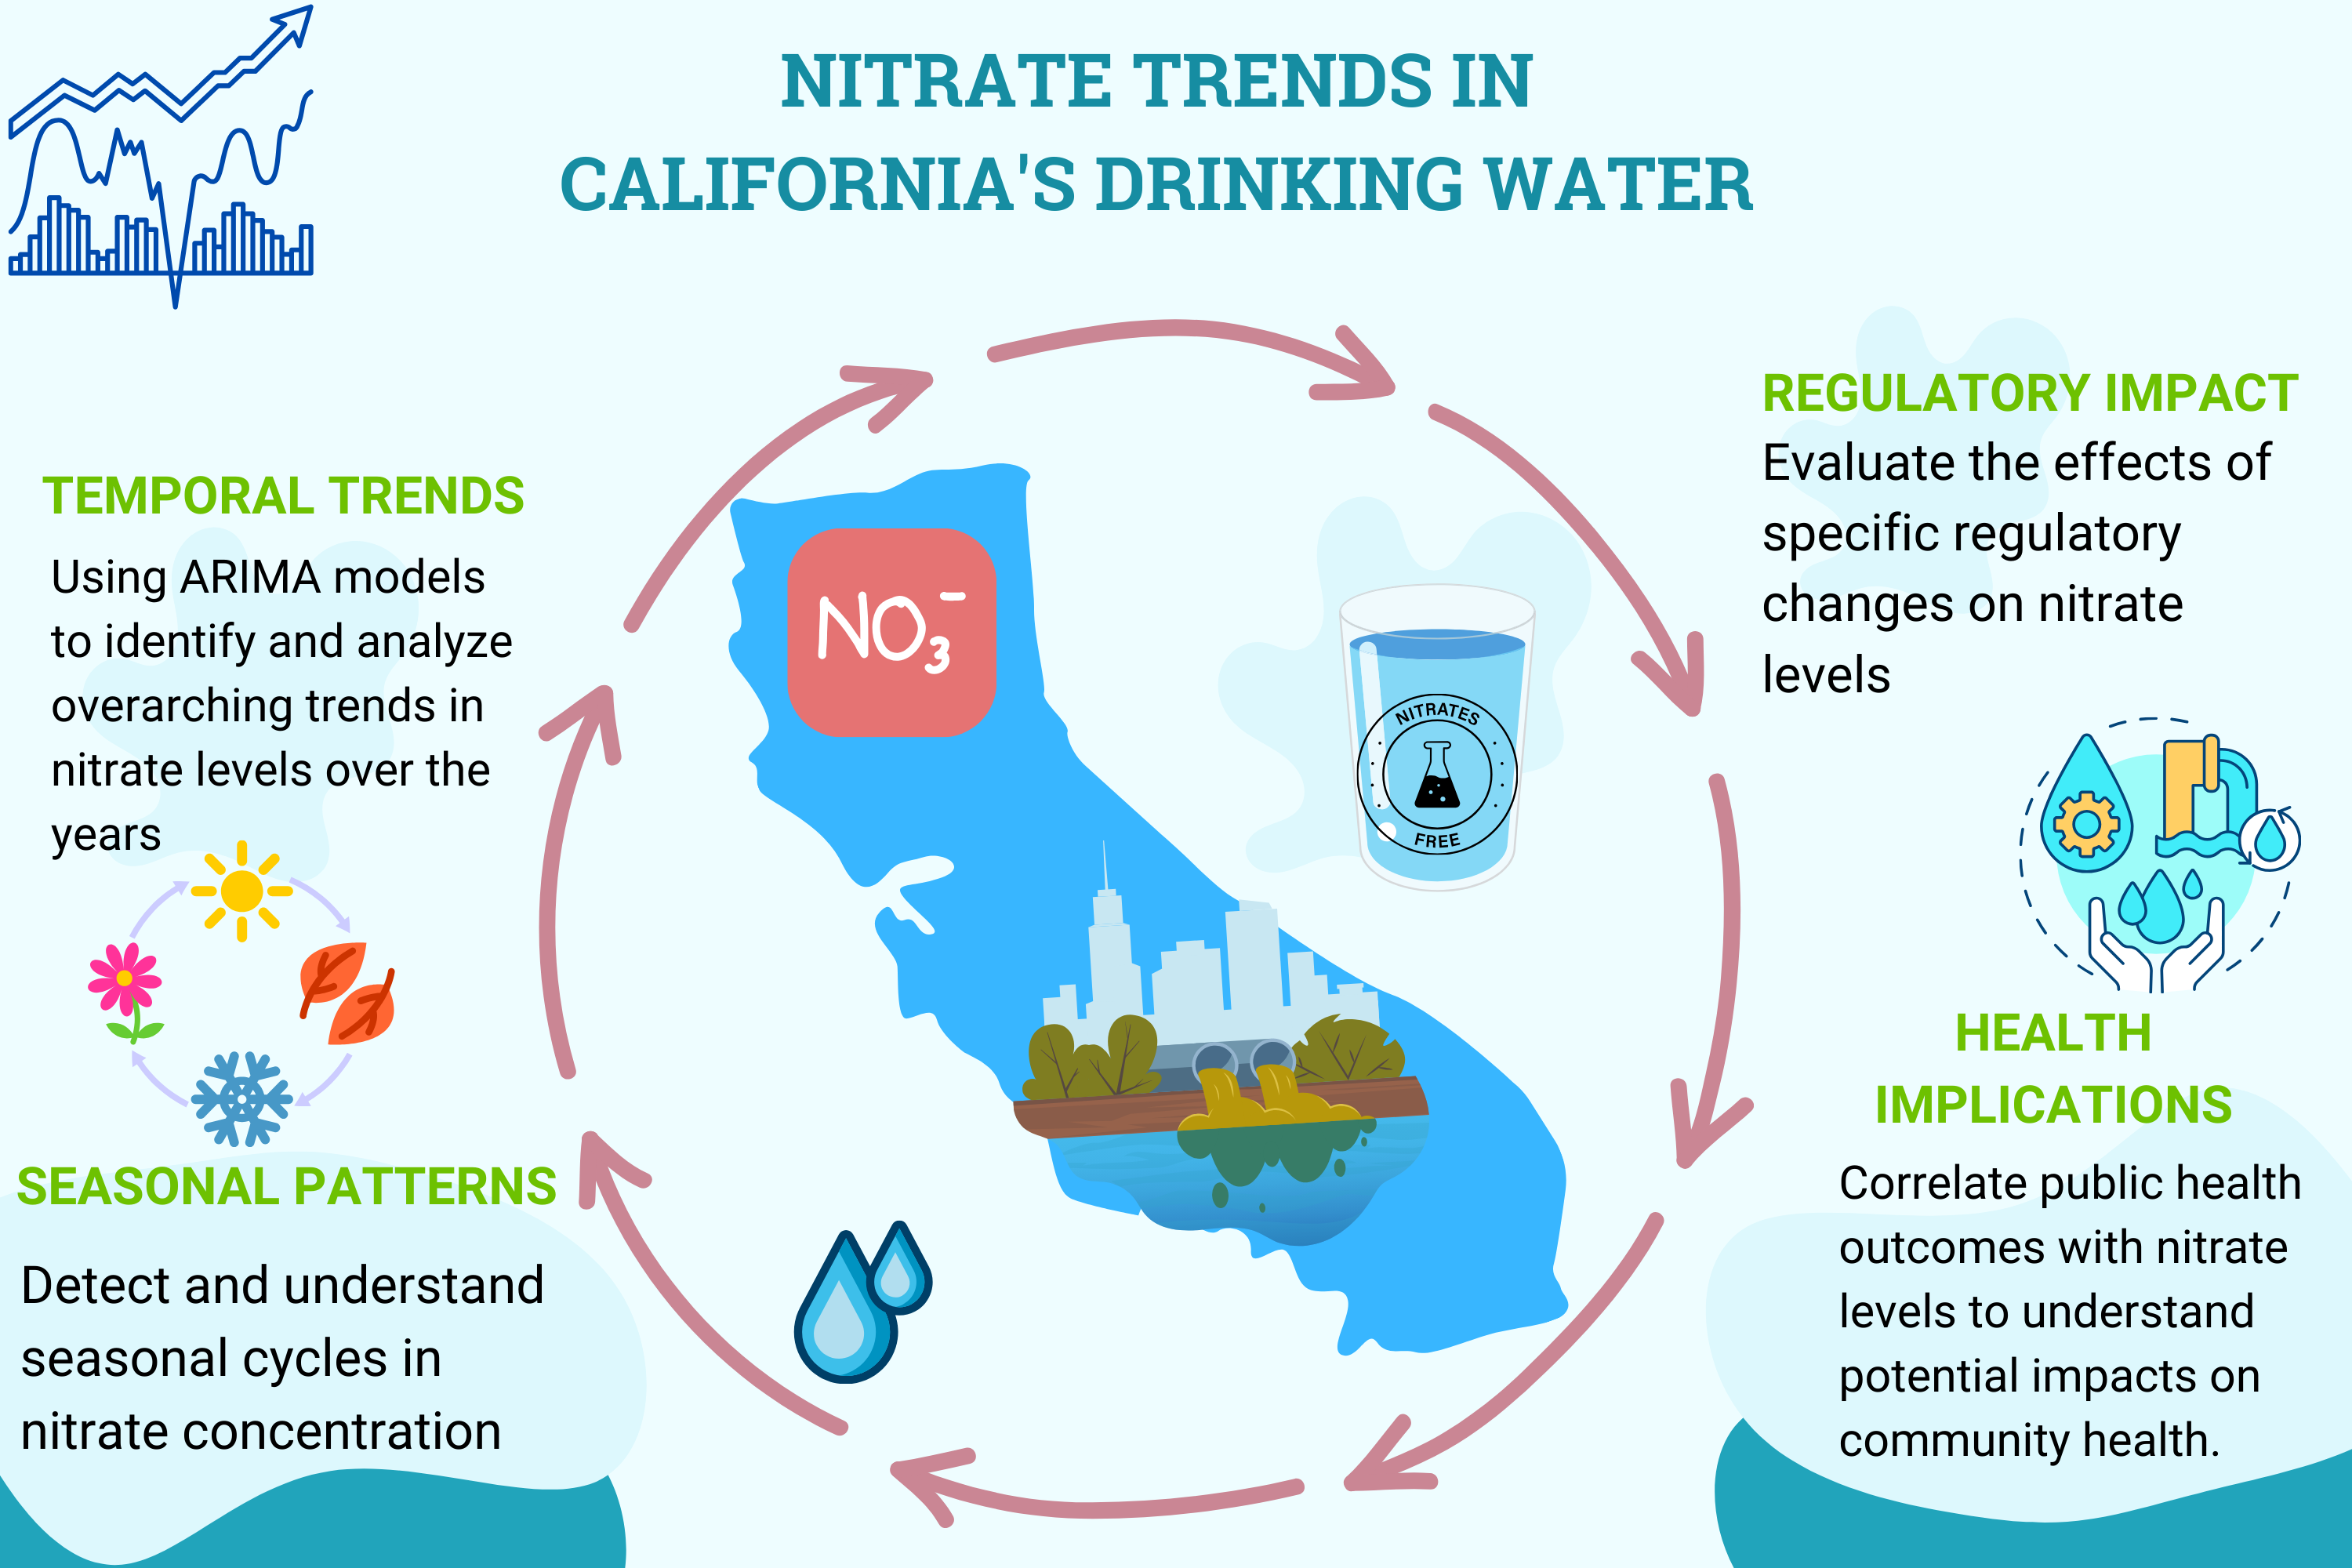 NITRATE TRENDS IN
CALIFORNIA'S DRINKING WATER
TEMPORAL TRENDS
Using ARIMA models
to identify and analyze
overarching trends in
nitrate levels over the
years
SEASONAL PATTERNS
Detect and understand
seasonal cycles in
nitrate concentration
NO₃⁻
NITRATES
FREE
REGULATORY IMPACT
Evaluate the effects of
specific regulatory
changes on nitrate
levels
HEALTH
IMPLICATIONS
Correlate public health
outcomes with nitrate
levels to understand
potential impacts on
community health.